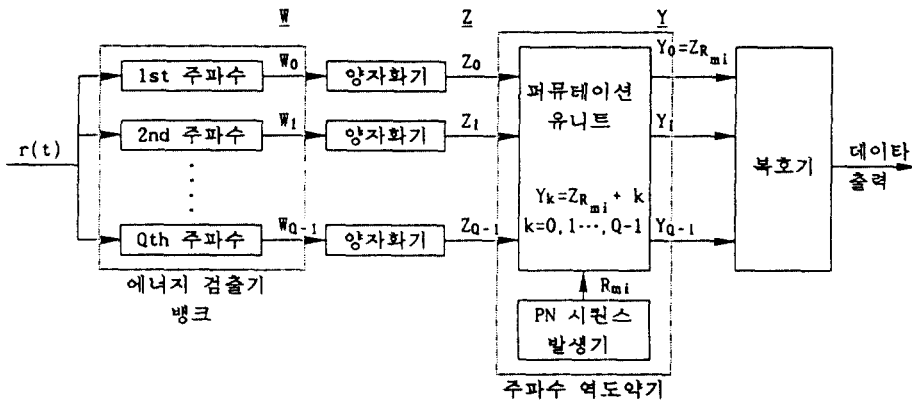 W Z Y
1st 주파수 W0 양자화기 Z0 Y0=ZRmi
2nd 주파수 W1 양자화기 Z1 Y1
r(t)
퍼뮤테이션
유니트
Yk=ZRmi + k
k=0,1…,Q-1
복호기
데이타
출력
Qth 주파수 WQ-1 양자화기 ZQ-1 YQ-1
에너지 검출기
뱅크
Rmi
PN 시퀀스
발생기
주파수 역도약기